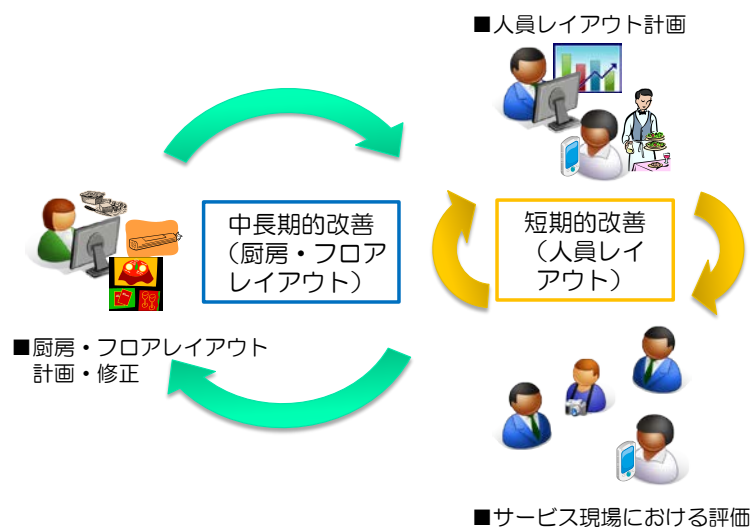 ■人員レイアウト計画
中長期的改善
（厨房・フロア
レイアウト）
短期的改善
（人員レイ
アウト）
■厨房・フロアレイアウト
計画・修正
■サービス現場における評価